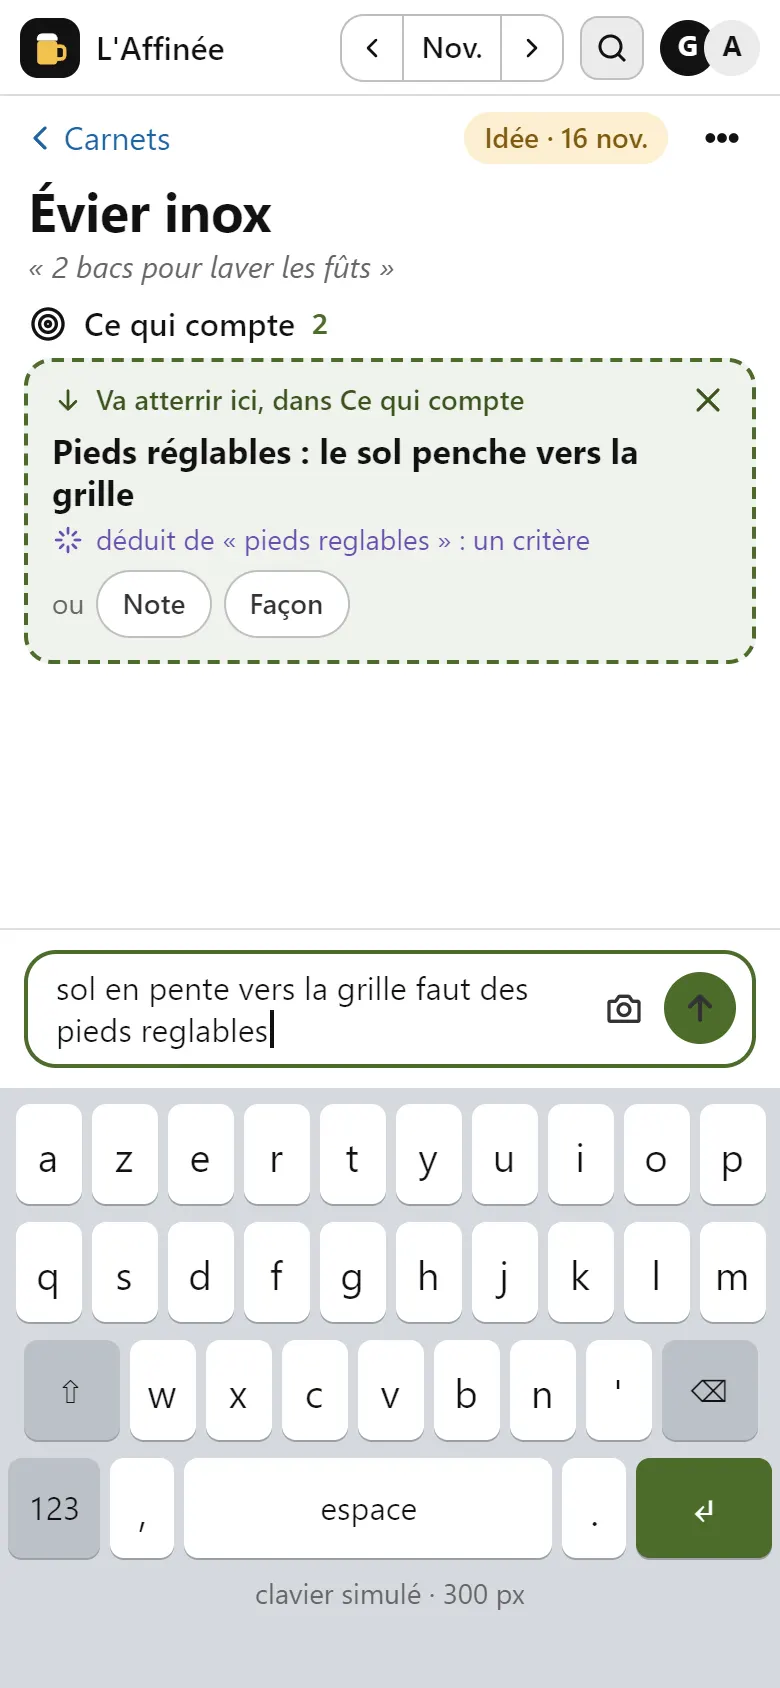 L'Affinée
Nov.
G
A
Carnets
Idée · 16 nov.
Évier inox
« 2 bacs pour laver les fûts »
Ce qui compte 2
Va atterrir ici, dans Ce qui compte
Pieds réglables : le sol penche vers la
grille
déduit de « pieds reglables » : un critère
ou Note Façon
sol en pente vers la grille faut des
pieds reglables
a z e r t y u i o p
q s d f g h j k l m
w x c v b n '
123 , espace .
clavier simulé · 300 px